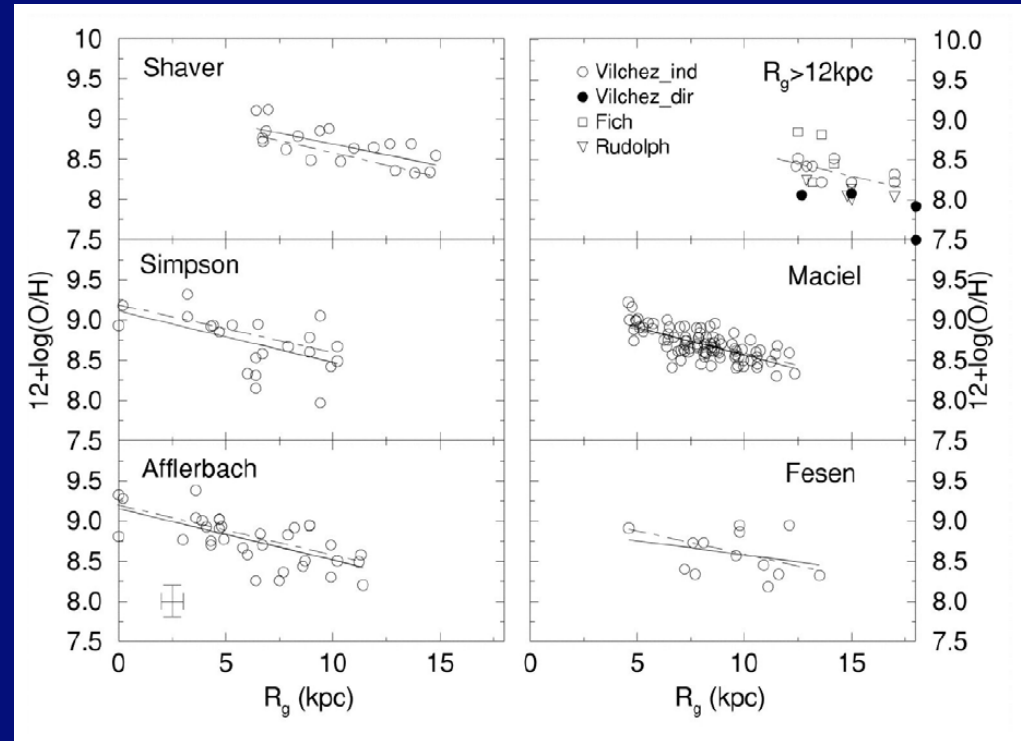 10
Shaver
9.5
9
8.5
8
7.5
Simpson
9.5
9.0
8.5
8.0
7.5
Afflerbach
9.5
9.0
8.5
8.0
7.5
0 5 10 15
R_g (kpc)
12+log(O/H)
Vilchez_ind
Vilchez_dir
Fich
Rudolph
R_g>12kpc
10.0
9.5
9.0
8.5
8.0
7.5
Maciel
9.5
9.0
8.5
8.0
7.5
Fesen
9.5
9.0
8.5
8.0
7.5
0 5 10 15
R_g (kpc)
12+log(O/H)